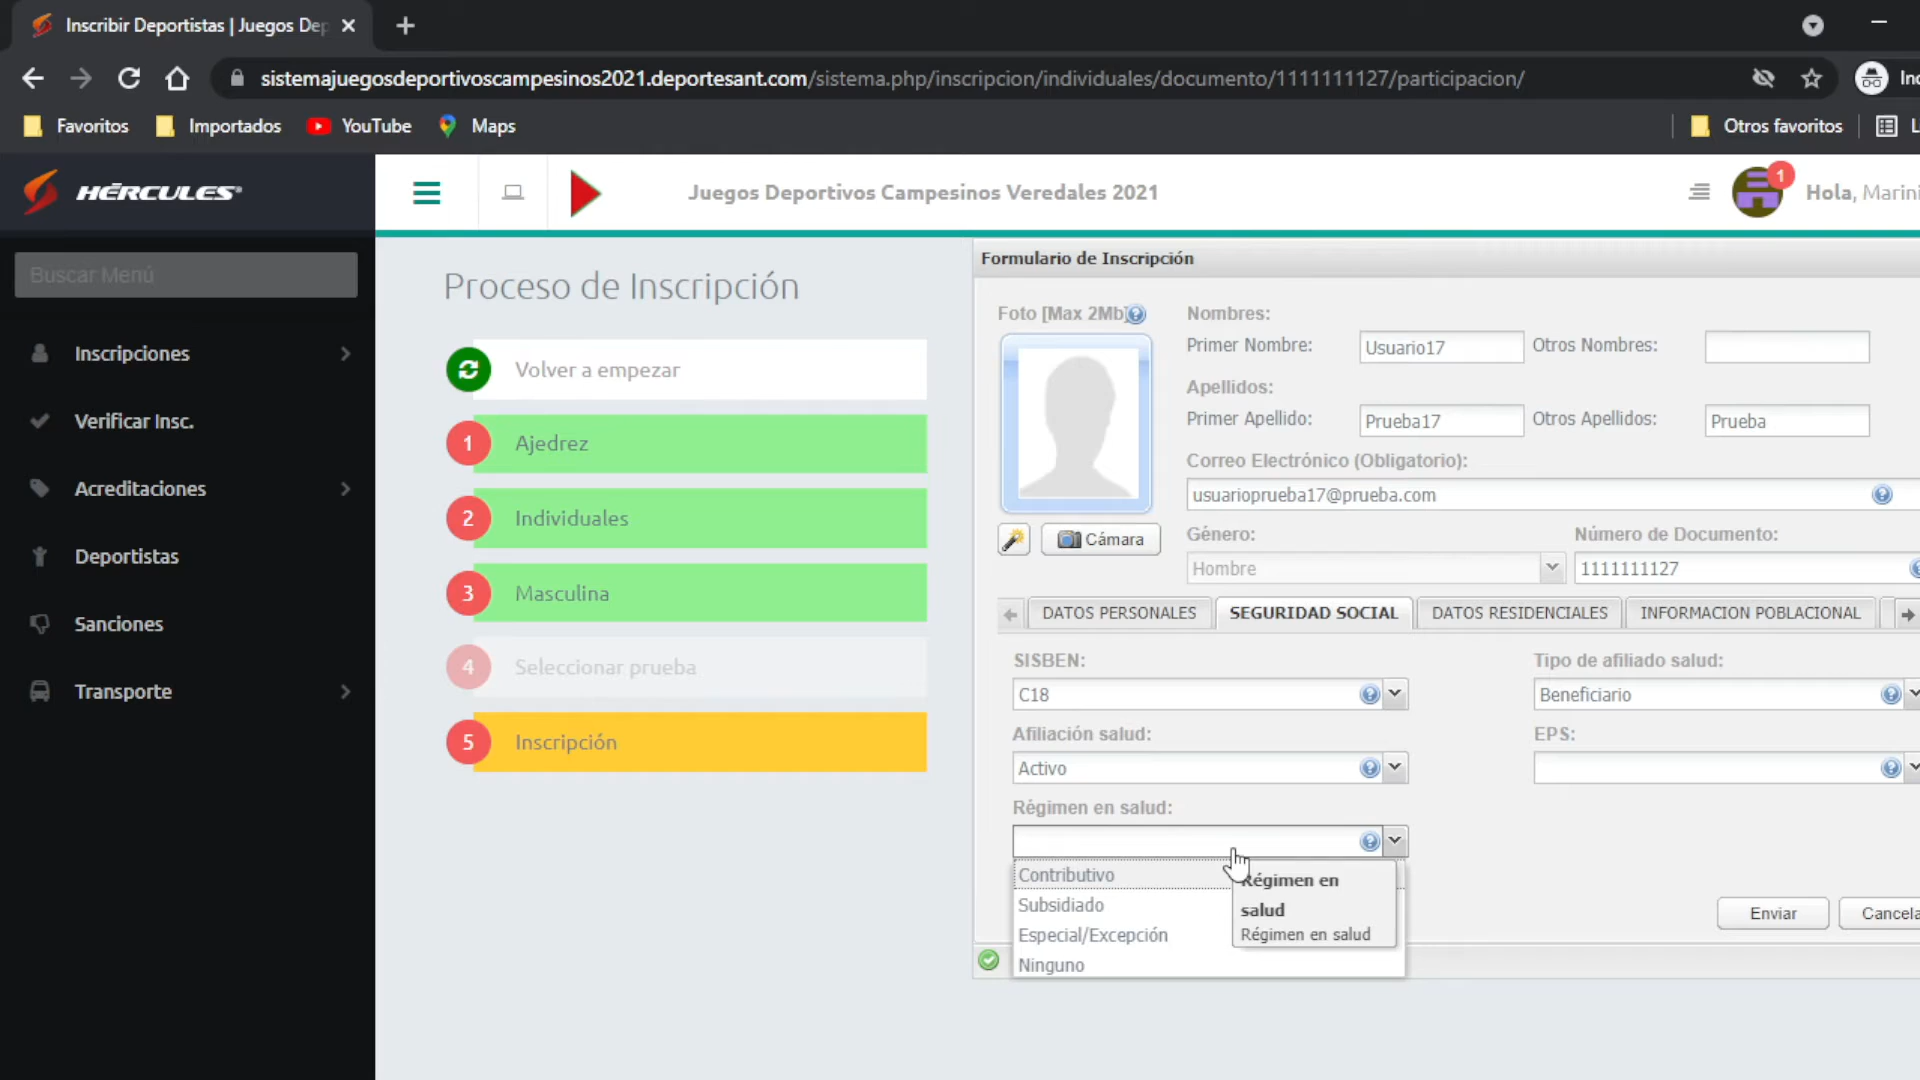 Inscribir Deportistas | Juegos Dep
sistemajuegosdeportivoscampesinos2021.deportesant.com/sistema.php/inscripcion/individuales/documento/1111111127/participacion/
Inc
Favoritos
Importados
YouTube
Maps
Otros favoritos
L
HÉRCULES®
Juegos Deportivos Campesinos Veredales 2021
1
Hola, Marini
Buscar Menú
Inscripciones
Verificar Insc.
Acreditaciones
Deportistas
Sanciones
Transporte
Proceso de Inscripción
Volver a empezar
1 Ajedrez
2 Individuales
3 Masculina
4 Seleccionar prueba
5 Inscripción
Formulario de Inscripción
Foto [Max 2Mb]
Cámara
Nombres:
Primer Nombre: Usuario17 Otros Nombres:
Apellidos:
Primer Apellido: Prueba17 Otros Apellidos: Prueba
Correo Electrónico (Obligatorio):
usuarioprueba17@prueba.com
Género: Número de Documento:
Hombre 1111111127
DATOS PERSONALES SEGURIDAD SOCIAL DATOS RESIDENCIALES INFORMACION POBLACIONAL
SISBEN: Tipo de afiliado salud:
C18 Beneficiario
Afiliación salud: EPS:
Activo
Régimen en salud:
Contributivo
Subsidiado
Especial/Excepción
Ninguno
Régimen en
salud
Régimen en salud
Enviar Cancela